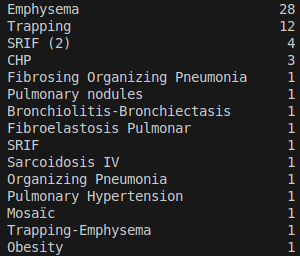 Emphysema 28
Trapping 12
SRIF (2) 4
CHP 3
Fibrosing Organizing Pneumonia 1
Pulmonary nodules 1
Bronchiolitis-Bronchiectasis 1
Fibroelastosis Pulmonar 1
SRIF 1
Sarcoidosis IV 1
Organizing Pneumonia 1
Pulmonary Hypertension 1
Mosaïc 1
Trapping-Emphysema 1
Obesity 1